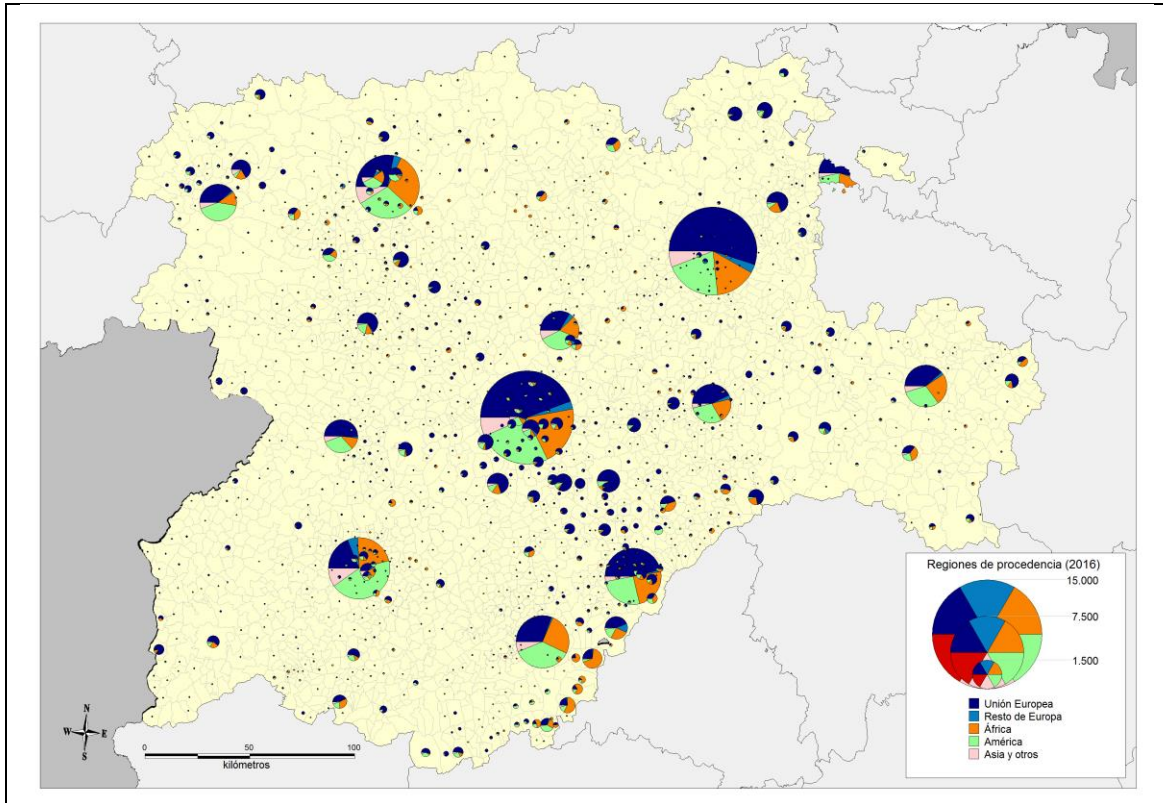 Regiones de procedencia (2016)
15.000
7.500
1.500
Unión Europea
Resto de Europa
África
América
Asia y otros
N
W E
S
0 50 100
kilómetros